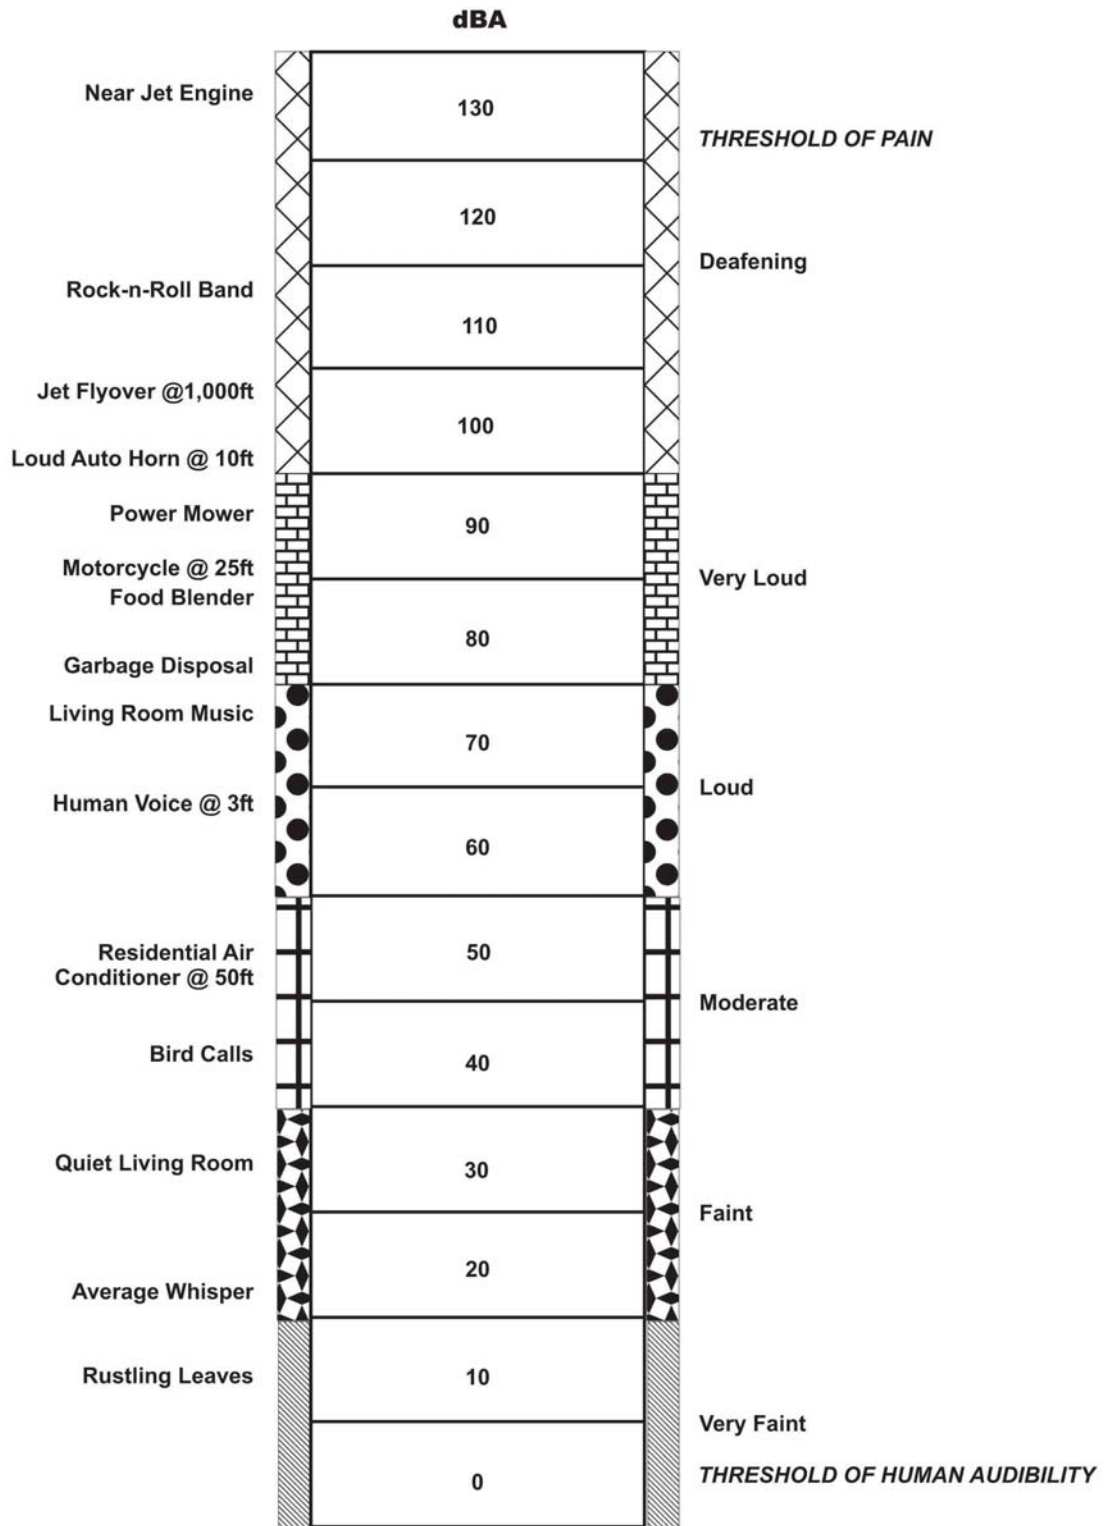 dBA
Near Jet Engine
130
THRESHOLD OF PAIN
120
Deafening
Rock-n-Roll Band
110
Jet Flyover @1,000ft
100
Loud Auto Horn @ 10ft
Power Mower
90
Motorcycle @ 25ft
Very Loud
Food Blender
80
Garbage Disposal
Living Room Music
70
Loud
Human Voice @ 3ft
60
Residential Air
50
Conditioner @ 50ft
Moderate
Bird Calls
40
Quiet Living Room
30
Faint
20
Average Whisper
Rustling Leaves
10
Very Faint
THRESHOLD OF HUMAN AUDIBILITY
0